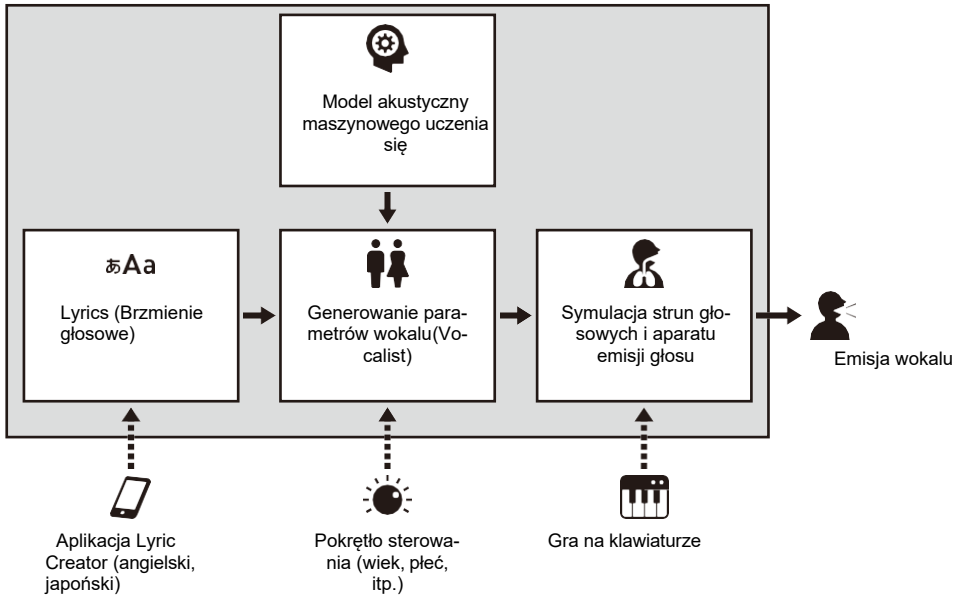 Model akustyczny
maszynowego uczenia
się
あAa
Lyrics (Brzmienie
głosowe)
Generowanie para-
metrów wokalu(Vo-
calist)
Symulacja strun gło-
sowych i aparatu
emisji głosu
Emisja wokalu
Aplikacja Lyric
Creator (angielski,
japoński)
Pokrętło sterowa-
nia (wiek, płeć,
itp.)
Gra na klawiaturze